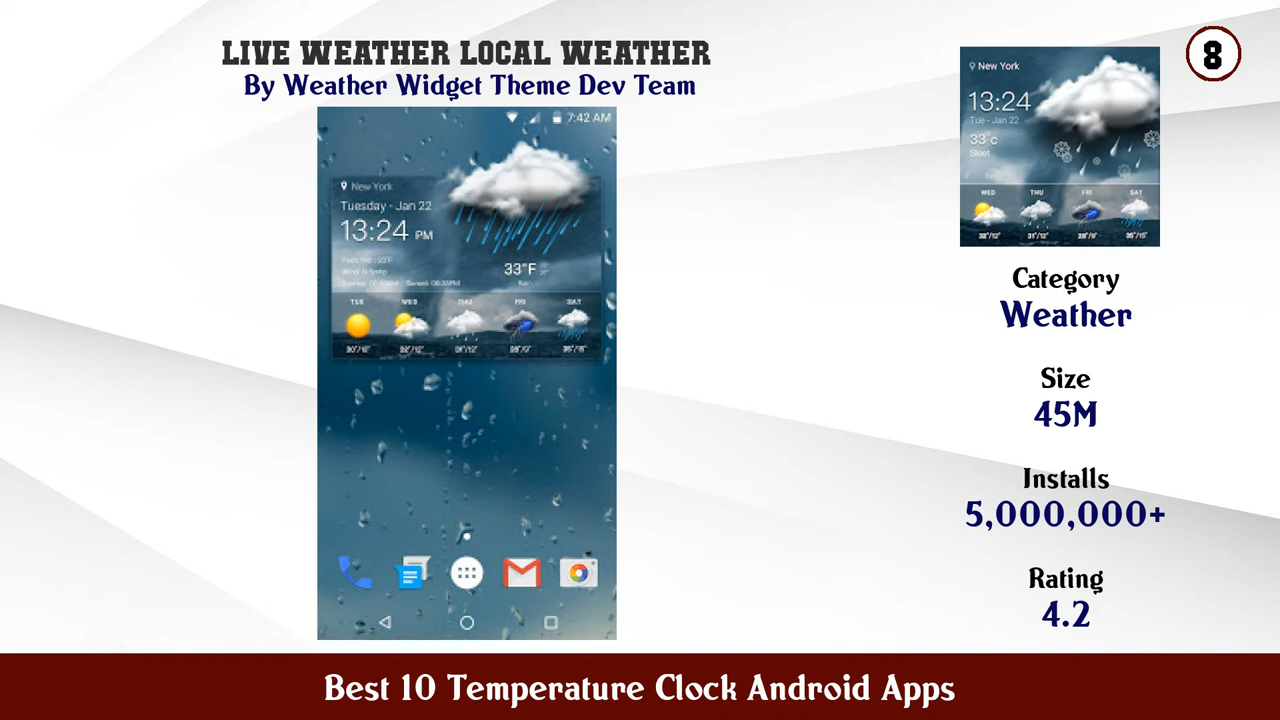 LIVE WEATHER LOCAL WEATHER
By Weather Widget Theme Dev Team
8
7:42 AM
New York
Tuesday - Jan 22
13:24 PM
33°F
TUE WED THU FRI SAT
New York
13:24
Tue - Jan 22
33°c
Sleet
WED THU FRI SAT
Category
Weather
Size
45M
Installs
5,000,000+
Rating
4.2
Best 10 Temperature Clock Android Apps